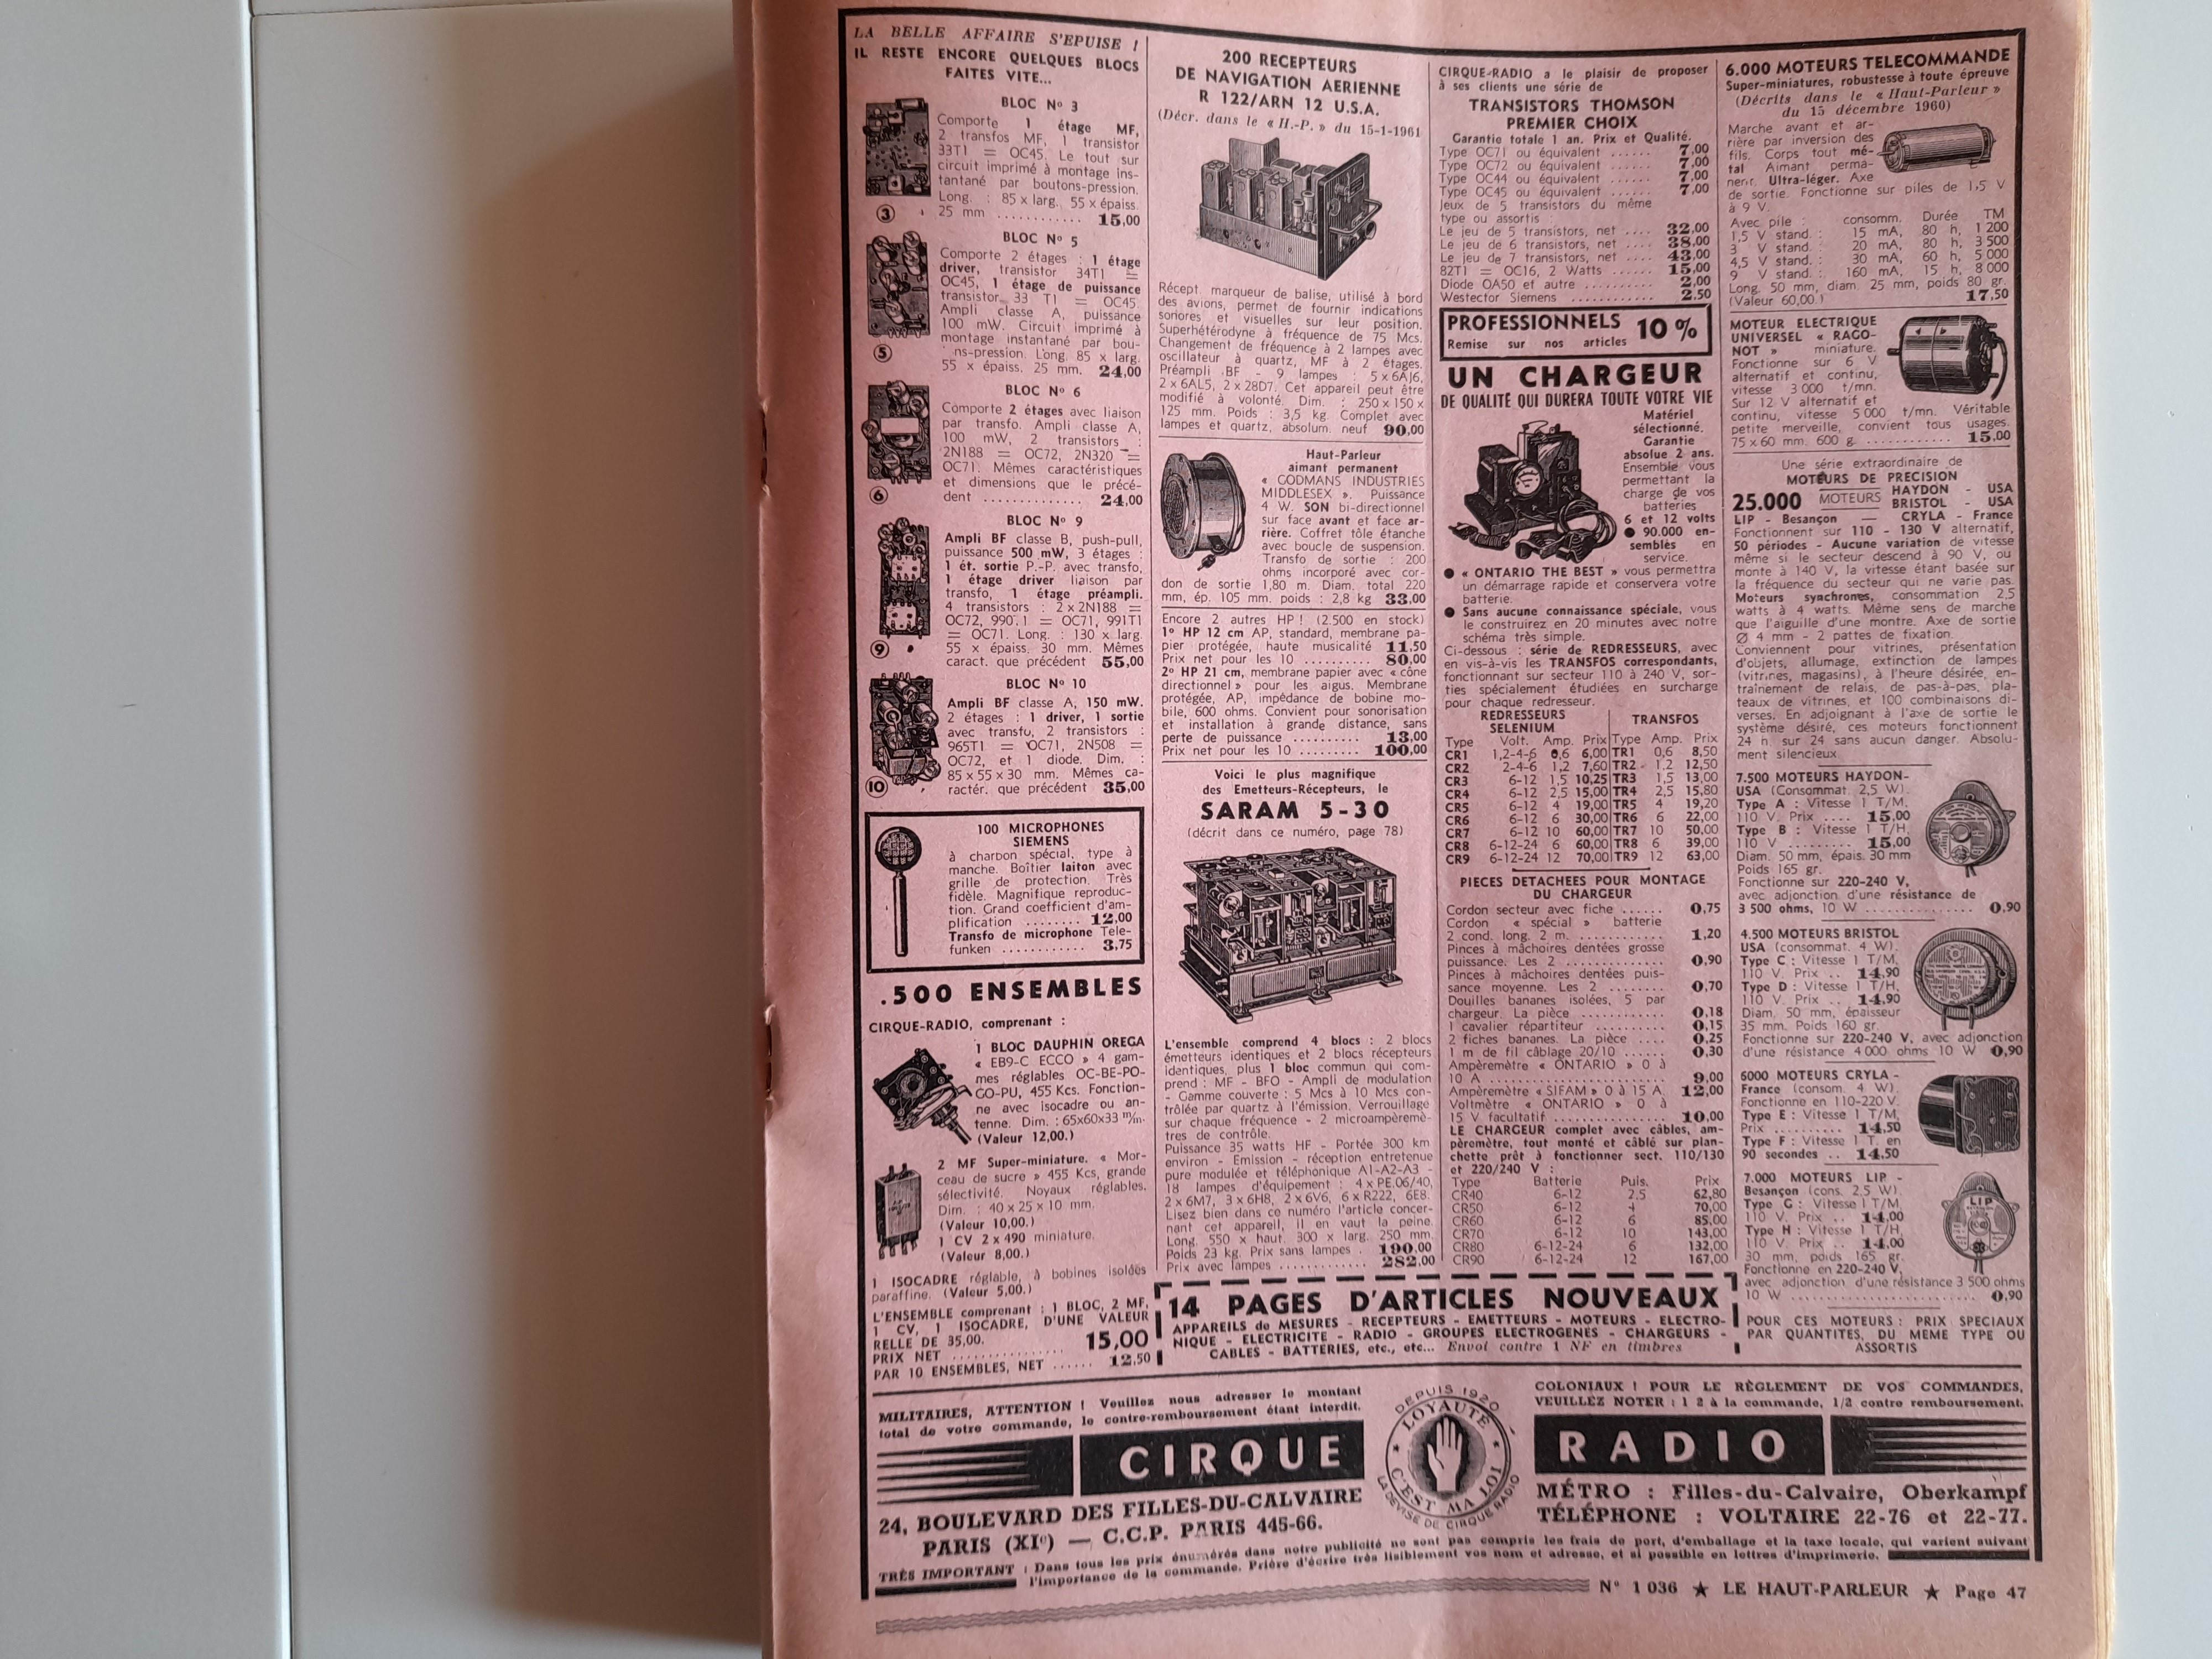 LA BELLE AFFAIRE S'EPUISE !
IL RESTE ENCORE QUELQUES BLOCS
FAITES VITE...
BLOC No 3
Comporte 1 étage MF,
2 transfos MF, 1 transistor
33T1 = OC45. Le tout sur
circuit imprimé à montage ins-
tantané par boutons-pression.
Long. : 85 x larg. 55 x épaiss.
25 mm ............ 15,00
3
BLOC No 5
Comporte 2 étages : 1 étage
driver, transistor 34T1 =
OC45, 1 étage de puissance
transistor 33 T1 = OC45.
Ampli classe A, puissance
100 mW. Circuit imprimé à
montage instantané par bou-
ns-pression. Long. 85 x larg.
55 x épaiss. 25 mm. 24,00
5
BLOC No 6
Comporte 2 étages avec liaison
par transfo. Ampli classe A,
100 mW, 2 transistors :
2N188 = OC72, 2N320 =
OC71. Mêmes caractéristiques
et dimensions que le précé-
dent .............. 24,00
6
BLOC No 9
Ampli BF classe B, push-pull,
puissance 500 mW, 3 étages :
1 ét. sortie P.-P. avec transfo,
1 étage driver liaison par
transfo, 1 étage préampli.
4 transistors : 2 x 2N188 =
OC72, 990.1 = OC71, 991T1
= OC71. Long. : 130 x larg.
55 x épaiss. 30 mm. Mêmes
caract. que précédent 55,00
9
BLOC No 10
Ampli BF classe A, 150 mW.
2 étages : 1 driver, 1 sortie
avec transfu, 2 transistors :
965T1 = OC71, 2N508 =
OC72, et 1 diode. Dim. :
85 x 55 x 30 mm. Mêmes ca-
ractér. que précédent 35,00
10
100 MICROPHONES
SIEMENS
à charbon spécial, type à
manche. Boîtier laiton avec
grille de protection. Très
fidèle. Magnifique reproduc-
tion. Grand coefficient d'am-
plification ........ 12,00
Transfo de microphone Tele-
funken ............ 3,75
.500 ENSEMBLES
CIRQUE-RADIO, comprenant :
1 BLOC DAUPHIN OREGA
« EB9-C ECCO » 4 gam-
mes réglables OC-BE-PO-
GO-PU, 455 Kcs. Fonction-
ne avec isocadre ou an-
tenne. Dim. : 65x60x33 m/m.
(Valeur 12,00.)
2 MF Super-miniature. « Mor-
ceau de sucre » 455 Kcs, grande
sélectivité. Noyaux réglables.
Dim. : 40 x 25 x 10 mm.
(Valeur 10,00.)
1 CV 2 x 490 miniature.
(Valeur 8,00.)
1 ISOCADRE réglable, à bobines isolées
paraffine. (Valeur 5,00.)
L'ENSEMBLE comprenant : 1 BLOC, 2 MF,
1 CV, 1 ISOCADRE, D'UNE VALEUR
RELLE DE 35,00.
PRIX NET ................ 15,00
PAR 10 ENSEMBLES, NET ...... 12,50
200 RECEPTEURS
DE NAVIGATION AERIENNE
R 122/ARN 12 U.S.A.
(Décr. dans le « H.-P. » du 15-1-1961
Récept. marqueur de balise, utilisé à bord
des avions, permet de fournir indications
sonores et visuelles sur leur position.
Superhétérodyne à fréquence de 75 Mcs.
Changement de fréquence à 2 lampes avec
oscillateur à quartz, MF à 2 étages.
Préampli BF - 9 lampes : 5 x 6AJ6,
2 x 6AL5, 2 x 28D7. Cet appareil peut être
modifié à volonté. Dim. : 250 x 150 x
125 mm. Poids : 3,5 kg. Complet avec
lampes et quartz, absolum. neuf 90,00
Haut-Parleur
aimant permanent
« GODMANS INDUSTRIES
MIDDLESEX ». Puissance
4 W. SON bi-directionnel
sur face avant et face ar-
rière. Coffret tôle étanche
avec boucle de suspension.
Transfo de sortie : 200
ohms incorporé avec cor-
don de sortie 1,80 m. Diam. total 220
mm, ép. 105 mm. poids : 2,8 kg 33,00
Encore 2 autres HP ! (2.500 en stock)
1o HP 12 cm AP, standard, membrane pa-
pier protégée, haute musicalité 11,50
Prix net pour les 10 .......... 80,00
2o HP 21 cm, membrane papier avec « cône
directionnel » pour les aigus. Membrane
protégée, AP, impédance de bobine mo-
bile, 600 ohms. Convient pour sonorisation
et installation à grande distance, sans
perte de puissance .......... 13,00
Prix net pour les 10 ......... 100,00
Voici le plus magnifique
des Emetteurs-Récepteurs, le
SARAM 5-30
(décrit dans ce numéro, page 78)
L'ensemble comprend 4 blocs : 2 blocs
émetteurs identiques et 2 blocs récepteurs
identiques, plus 1 bloc commun qui com-
prend : MF - BFO - Ampli de modulation
- Gamme couverte : 5 Mcs à 10 Mcs con-
trôlée par quartz à l'émission. Verrouillage
sur chaque fréquence - 2 microampèremè-
tres de contrôle.
Puissance 35 watts HF - Portée 300 km
environ - Emission - réception entretenue
pure modulée et téléphonique A1-A2-A3 -
18 lampes d'équipement : 4 x PE.06/40,
2 x 6M7, 3 x 6H8, 2 x 6V6, 6 x R222, 6E8.
Lisez bien dans ce numéro l'article concer-
nant cet appareil, il en vaut la peine.
Long. 550 x haut. 300 x larg. 250 mm.
Poids 23 kg. Prix sans lampes . 190,00
Prix avec lampes ............ 282,00
CIRQUE-RADIO a le plaisir de proposer
à ses clients une série de
TRANSISTORS THOMSON
PREMIER CHOIX
Garantie totale 1 an. Prix et Qualité.
Type OC71 ou équivalent ...... 7,00
Type OC72 ou équivalent ...... 7,00
Type OC44 ou équivalent ...... 7,00
Type OC45 ou équivalent ...... 7,00
Jeux de 5 transistors du même
type ou assortis :
Le jeu de 5 transistors, net .... 32,00
Le jeu de 6 transistors, net .... 38,00
Le jeu de 7 transistors, net .... 43,00
82T1 = OC16, 2 Watts ...... 15,00
Diode OA50 et autre .......... 2,00
Westector Siemens ............ 2.50
PROFESSIONNELS 10 %
Remise sur nos articles
UN CHARGEUR
DE QUALITÉ QUI DURERA TOUTE VOTRE VIE
Matériel
sélectionné.
Garantie
absolue 2 ans.
Ensemble vous
permettant la
charge de vos
batteries
6 et 12 volts
● 90.000 en-
sembles en
service.
● « ONTARIO THE BEST » vous permettra
un démarrage rapide et conservera votre
batterie.
● Sans aucune connaissance spéciale, vous
le construirez en 20 minutes avec notre
schéma très simple.
Ci-dessous : série de REDRESSEURS, avec
en vis-à-vis les TRANSFOS correspondants,
fonctionnant sur secteur 110 à 240 V, sor-
ties spécialement étudiées en surcharge
pour chaque redresseur.
REDRESSEURS SELENIUM TRANSFOS
Type Volt. Amp. Prix Type Amp. Prix
CR1 1,2-4-6 0,6 6,00 TR1 0,6 8,50
CR2 2-4-6 1,2 7,60 TR2 1,2 12,50
CR3 6-12 1,5 10,25 TR3 1,5 13,00
CR4 6-12 2,5 15,00 TR4 2,5 15,80
CR5 6-12 4 19,00 TR5 4 19,20
CR6 6-12 6 30,00 TR6 6 22,00
CR7 6-12 10 60,00 TR7 10 50,00
CR8 6-12-24 6 60,00 TR8 6 39,00
CR9 6-12-24 12 70,00 TR9 12 63,00
PIECES DETACHEES POUR MONTAGE
DU CHARGEUR
Cordon secteur avec fiche ...... 0,75
Cordon « spécial » batterie
2 cond. long. 2 m. ............ 1,20
Pinces à mâchoires dentées grosse
puissance. Les 2 .............. 0,90
Pinces à mâchoires dentées puis-
sance moyenne. Les 2 ........ 0,70
Douilles bananes isolées, 5 par
chargeur. La pièce ............ 0,18
1 cavalier répartiteur .......... 0,15
2 fiches bananes. La pièce .... 0,25
1 m de fil câblage 20/10 ...... 0,30
Ampèremètre « ONTARIO » 0 à
10 A ...................... 9,00
Ampèremètre « SIFAM » 0 à 15 A. 12,00
Voltmètre « ONTARIO » 0 à
15 V facultatif ................ 10,00
LE CHARGEUR complet avec câbles, am-
pèremètre, tout monté et câblé sur plan-
chette prêt à fonctionner sect. 110/130
et 220/240 V :
Type Batterie Puis. Prix
CR40 6-12 2,5 62,80
CR50 6-12 4 70,00
CR60 6-12 6 85,00
CR70 6-12 10 143,00
CR80 6-12-24 6 132,00
CR90 6-12-24 12 167,00
6.000 MOTEURS TELECOMMANDE
Super-miniatures, robustesse à toute épreuve
(Décrits dans le « Haut-Parleur »
du 15 décembre 1960)
Marche avant et ar-
rière par inversion des
fils. Corps tout mé-
tal Aimant perma-
nent. Ultra-léger. Axe
de sortie. Fonctionne sur piles de 1,5 V
à 9 V.
Avec pile : consomm. Durée TM
1,5 V stand. : 15 mA, 80 h, 1 200
3 V stand. : 20 mA, 80 h, 3 500
4,5 V stand. : 30 mA, 60 h, 5 000
9 V stand. : 160 mA, 15 h, 8 000
Long. 50 mm, diam. 25 mm, poids 80 gr.
(Valeur 60,00.) 17,50
MOTEUR ELECTRIQUE
UNIVERSEL « RAGO-
NOT » miniature.
Fonctionne sur 6 V
alternatif et continu,
vitesse 3 000 t/mn.
Sur 12 V alternatif et
continu, vitesse 5 000 t/mn. Véritable
petite merveille, convient tous usages.
75 x 60 mm. 600 g. ............ 15,00
Une série extraordinaire de
MOTEURS DE PRECISION
25.000 MOTEURS HAYDON - USA
BRISTOL - USA
LIP - Besançon — CRYLA - France
Fonctionnent sur 110 - 130 V alternatif,
50 périodes - Aucune variation de vitesse
même si le secteur descend à 90 V, ou
monte à 140 V, la vitesse étant basée sur
la fréquence du secteur qui ne varie pas.
Moteurs synchrones, consommation 2,5
watts à 4 watts. Même sens de marche
que l'aiguille d'une montre. Axe de sortie
Ø 4 mm - 2 pattes de fixation.
Conviennent pour vitrines, présentation
d'objets, allumage, extinction de lampes
(vitrines, magasins), à l'heure désirée, en-
traînement de relais, de pas-à-pas, pla-
teaux de vitrines, et 100 combinaisons di-
verses. En adjoignant à l'axe de sortie le
système désiré, ces moteurs fonctionnent
24 h sur 24 sans aucun danger. Absolu-
ment silencieux.
7.500 MOTEURS HAYDON-
USA (Consommat. 2,5 W).
Type A : Vitesse 1 T/M.
110 V. Prix .... 15,00
Type B : Vitesse 1 T/H,
110 V ......... 15,00
Diam. 50 mm, épais. 30 mm
Poids 165 gr.
Fonctionne sur 220-240 V,
avec adjonction d'une résistance de
3 500 ohms, 10 W ............. 0,90
4.500 MOTEURS BRISTOL
USA (consommat. 4 W).
Type C : Vitesse 1 T/M,
110 V. Prix .. 14,90
Type D : Vitesse 1 T/H,
110 V. Prix .. 14,90
Diam. 50 mm, épaisseur
35 mm. Poids 160 gr.
Fonctionne sur 220-240 V, avec adjonction
d'une résistance 4 000 ohms 10 W 0,90
6000 MOTEURS CRYLA -
France (consom. 4 W).
Fonctionne en 110-220 V.
Type E : Vitesse 1 T/M,
Prix ......... 14,50
Type F : Vitesse 1 T. en
90 secondes .. 14,50
7.000 MOTEURS LIP -
Besançon (cons. 2,5 W).
Type G : Vitesse 1 T/M,
110 V. Prix .. 14,00
Type H : Vitesse 1 T/H,
110 V. Prix .. 14,00
30 mm, poids 165 gr.
Fonctionne en 220-240 V,
avec adjonction d'une résistance 3 500 ohms
10 W ........................ 0,90
LIP
POUR CES MOTEURS : PRIX SPECIAUX
PAR QUANTITES, DU MEME TYPE OU
ASSORTIS
14 PAGES D'ARTICLES NOUVEAUX
APPAREILS de MESURES - RECEPTEURS - EMETTEURS - MOTEURS - ELECTRO-
NIQUE - ELECTRICITE - RADIO - GROUPES ELECTROGENES - CHARGEURS -
CABLES - BATTERIES, etc., etc... Envoi contre 1 NF en timbres
MILITAIRES, ATTENTION ! Veuillez nous adresser le montant
total de votre commande, le contre-remboursement étant interdit.
COLONIAUX ! POUR LE RÈGLEMENT DE VOS COMMANDES,
VEUILLEZ NOTER : 1 2 à la commande, 1/2 contre remboursement.
CIRQUE
DEPUIS 1920
LOYAUTÉ
C'EST MA LOI
LA DEVISE DE CIRQUE RADIO
RADIO
24, BOULEVARD DES FILLES-DU-CALVAIRE
PARIS (XIe) — C.C.P. PARIS 445-66.
MÉTRO : Filles-du-Calvaire, Oberkampf
TÉLÉPHONE : VOLTAIRE 22-76 et 22-77.
TRÈS IMPORTANT : Dans tous les prix énumérés dans notre publicité ne sont pas compris les frais de port, d'emballage et la taxe locale, qui varient suivant
l'importance de la commande. Prière d'écrire très lisiblement vos nom et adresse, et si possible en lettres d'imprimerie.
N° 1 036 ★ LE HAUT-PARLEUR ★ Page 47